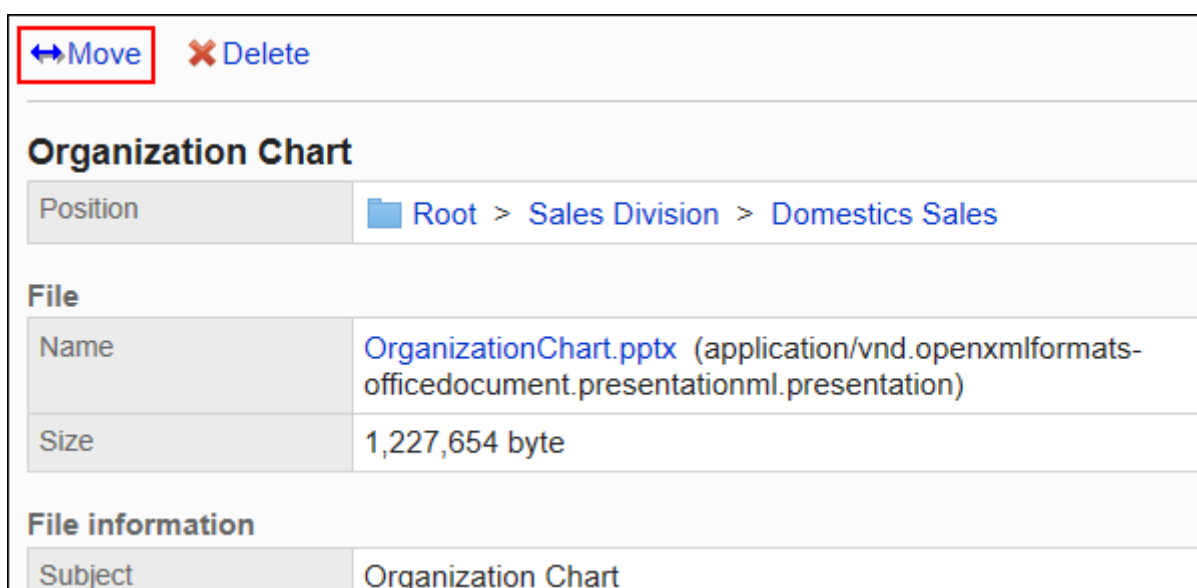 Move Delete
Organization Chart
Position Root > Sales Division > Domestics Sales
File
Name OrganizationChart.pptx (application/vnd.openxmlformats-
officedocument.presentationml.presentation)
Size 1,227,654 byte
File information
Subject Organization Chart